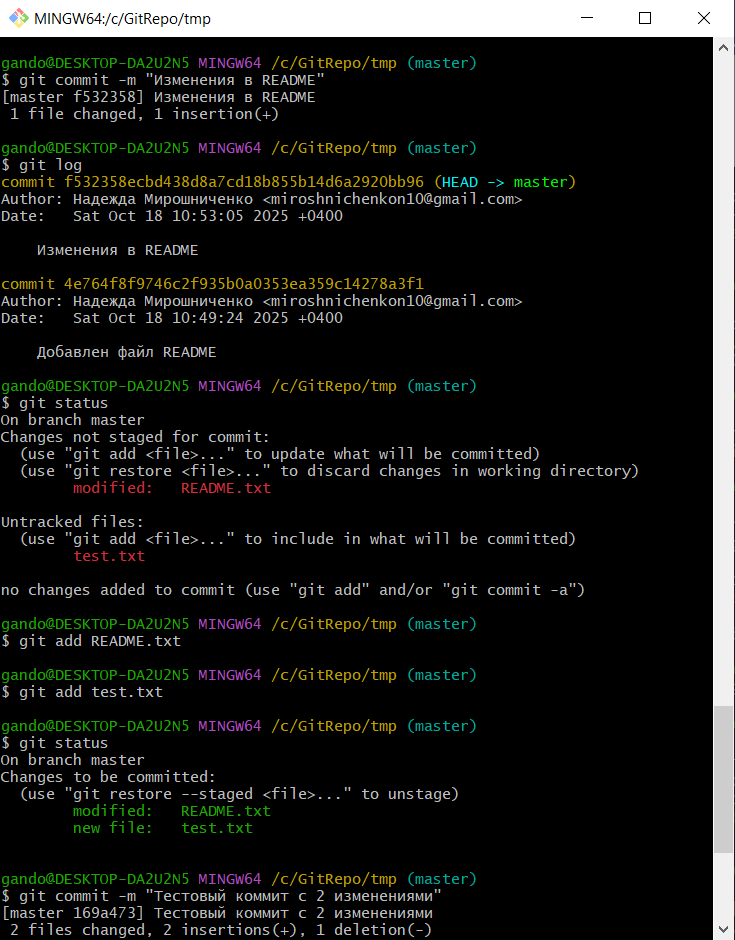 MINGW64:/c/GitRepo/tmp
gando@DESKTOP-DA2U2N5 MINGW64 /c/GitRepo/tmp (master)
$ git commit -m "Изменения в README"
[master f532358] Изменения в README
 1 file changed, 1 insertion(+)
gando@DESKTOP-DA2U2N5 MINGW64 /c/GitRepo/tmp (master)
$ git log
commit f532358ecbd438d8a7cd18b855b14d6a2920bb96 (HEAD -> master)
Author: Надежда Мирошниченко <miroshnichenkon10@gmail.com>
Date:   Sat Oct 18 10:53:05 2025 +0400
    Изменения в README
commit 4e764f8f9746c2f935b0a0353ea359c14278a3f1
Author: Надежда Мирошниченко <miroshnichenkon10@gmail.com>
Date:   Sat Oct 18 10:49:24 2025 +0400
    Добавлен файл README
gando@DESKTOP-DA2U2N5 MINGW64 /c/GitRepo/tmp (master)
$ git status
On branch master
Changes not staged for commit:
  (use "git add <file>..." to update what will be committed)
  (use "git restore <file>..." to discard changes in working directory)
        modified:   README.txt
Untracked files:
  (use "git add <file>..." to include in what will be committed)
        test.txt
no changes added to commit (use "git add" and/or "git commit -a")
gando@DESKTOP-DA2U2N5 MINGW64 /c/GitRepo/tmp (master)
$ git add README.txt
gando@DESKTOP-DA2U2N5 MINGW64 /c/GitRepo/tmp (master)
$ git add test.txt
gando@DESKTOP-DA2U2N5 MINGW64 /c/GitRepo/tmp (master)
$ git status
On branch master
Changes to be committed:
  (use "git restore --staged <file>..." to unstage)
        modified:   README.txt
        new file:   test.txt
gando@DESKTOP-DA2U2N5 MINGW64 /c/GitRepo/tmp (master)
$ git commit -m "Тестовый коммит с 2 изменениями"
[master 169a473] Тестовый коммит с 2 изменениями
 2 files changed, 2 insertions(+), 1 deletion(-)